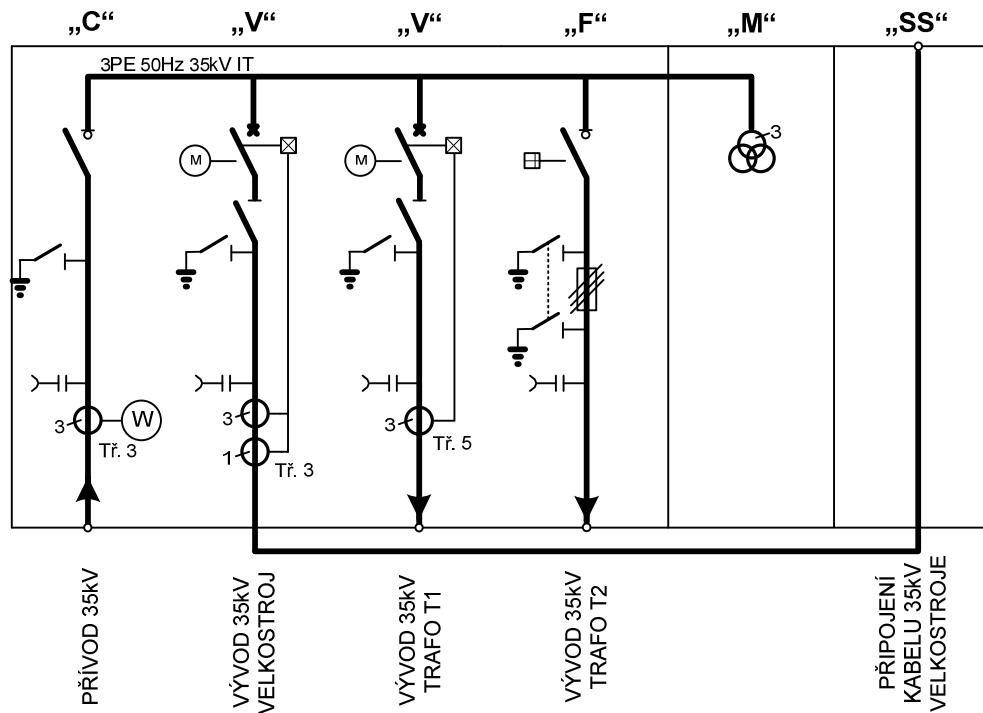 „C“ „V“ „V“ „F“ „M“ „SS“
3PE 50Hz 35kV IT
3
M
M
3
W
Tř. 3
3
1
Tř. 3
3
Tř. 5
PŘÍVOD 35kV
VÝVOD 35kV
VELKOSTROJ
VÝVOD 35kV
TRAFO T1
VÝVOD 35kV
TRAFO T2
PŘIPOJENÍ
KABELU 35kV
VELKOSTROJE